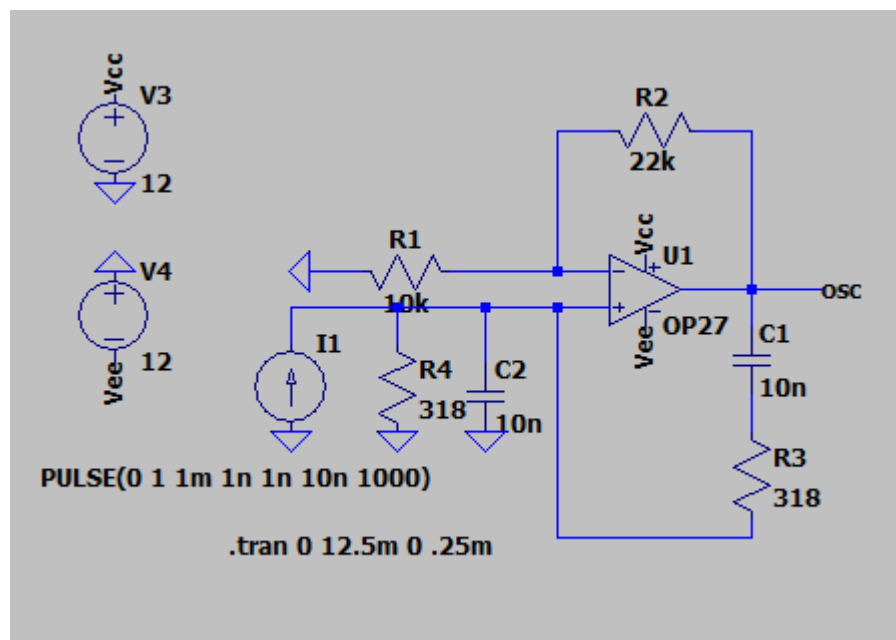 Vcc
V3
12
V4
12
Vee
R2
22k
R1
10k
Vcc
U1
OP27
Vee
osc
C1
10n
I1
R4
318
C2
10n
R3
318
PULSE(0 1 1m 1n 1n 10n 1000)
.tran 0 12.5m 0 .25m